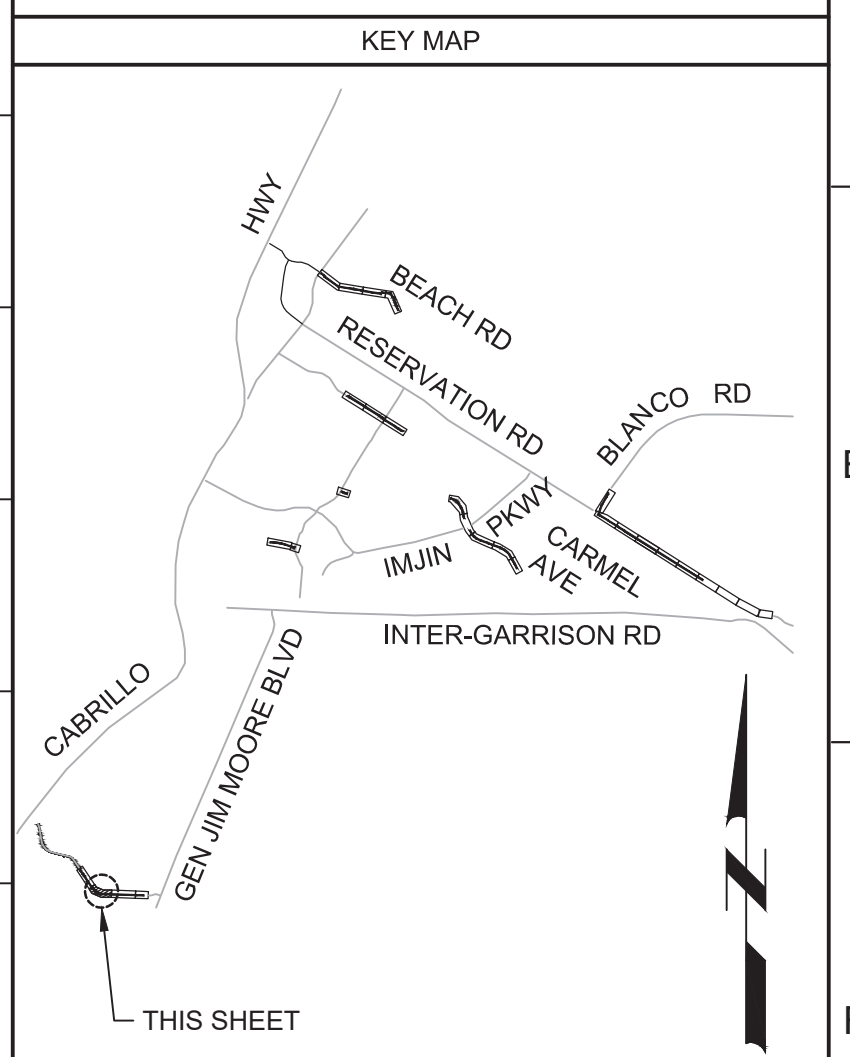 KEY MAP
HWY
BEACH RD
RESERVATION RD
BLANCO RD
PKWY
CARMEL
AVE
IMJIN
INTER-GARRISON RD
CABRILLO
GEN JIM MOORE BLVD
Z
THIS SHEET